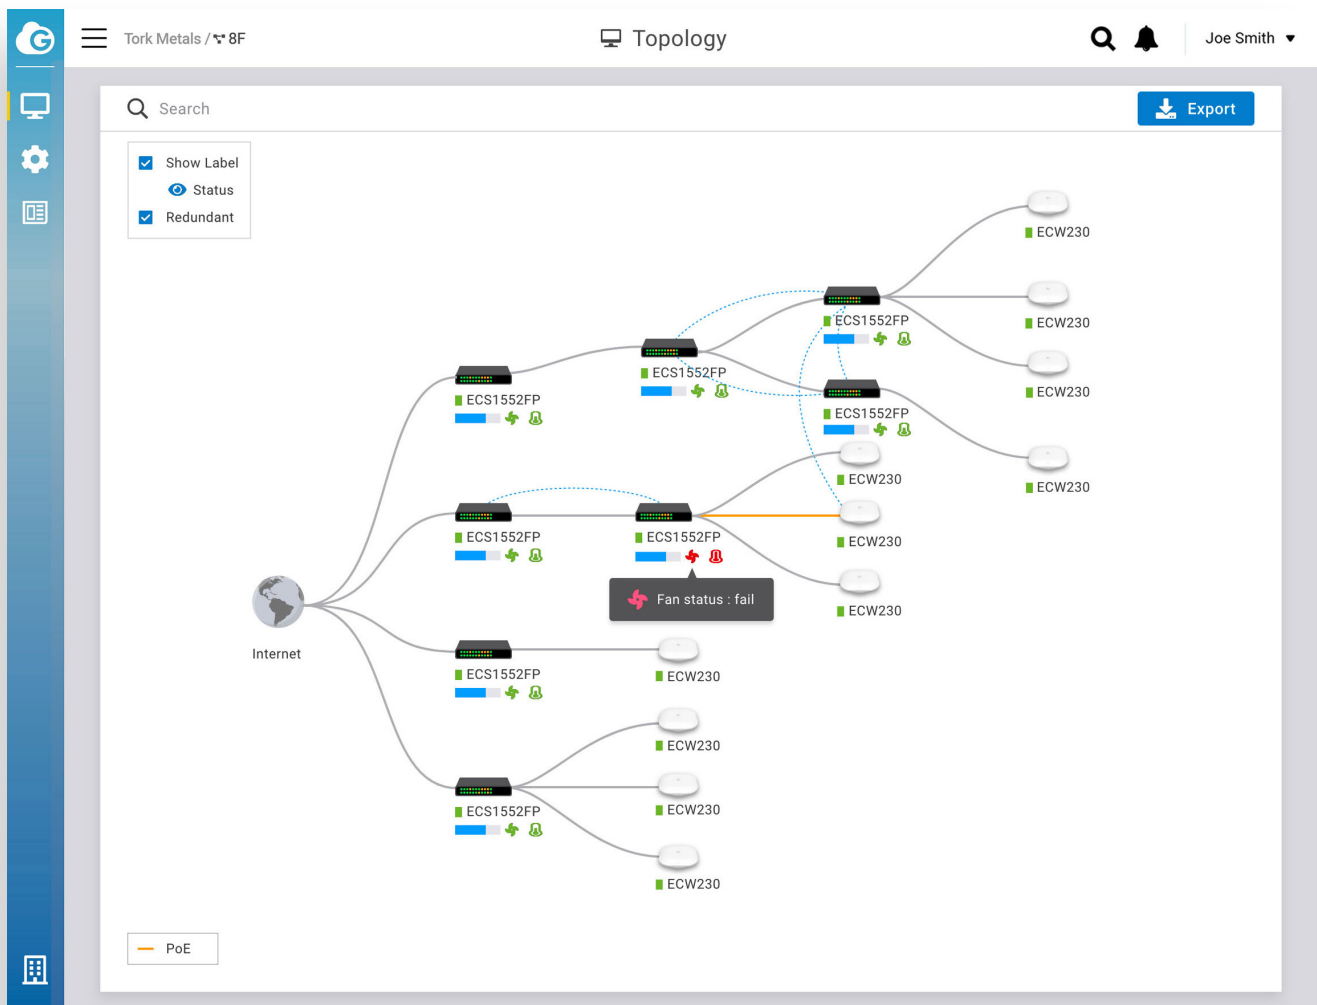 Tork Metals / 8F
Topology
Joe Smith
Search
Export
Show Label
Status
Redundant
ECW230
ECW230
ECS1552FP
ECS1552FP
ECW230
ECS1552FP
ECS1552FP
ECW230
ECW230
ECS1552FP
ECS1552FP
ECW230
Fan status : fail
ECW230
Internet
ECS1552FP
ECW230
ECW230
ECS1552FP
ECW230
ECW230
PoE